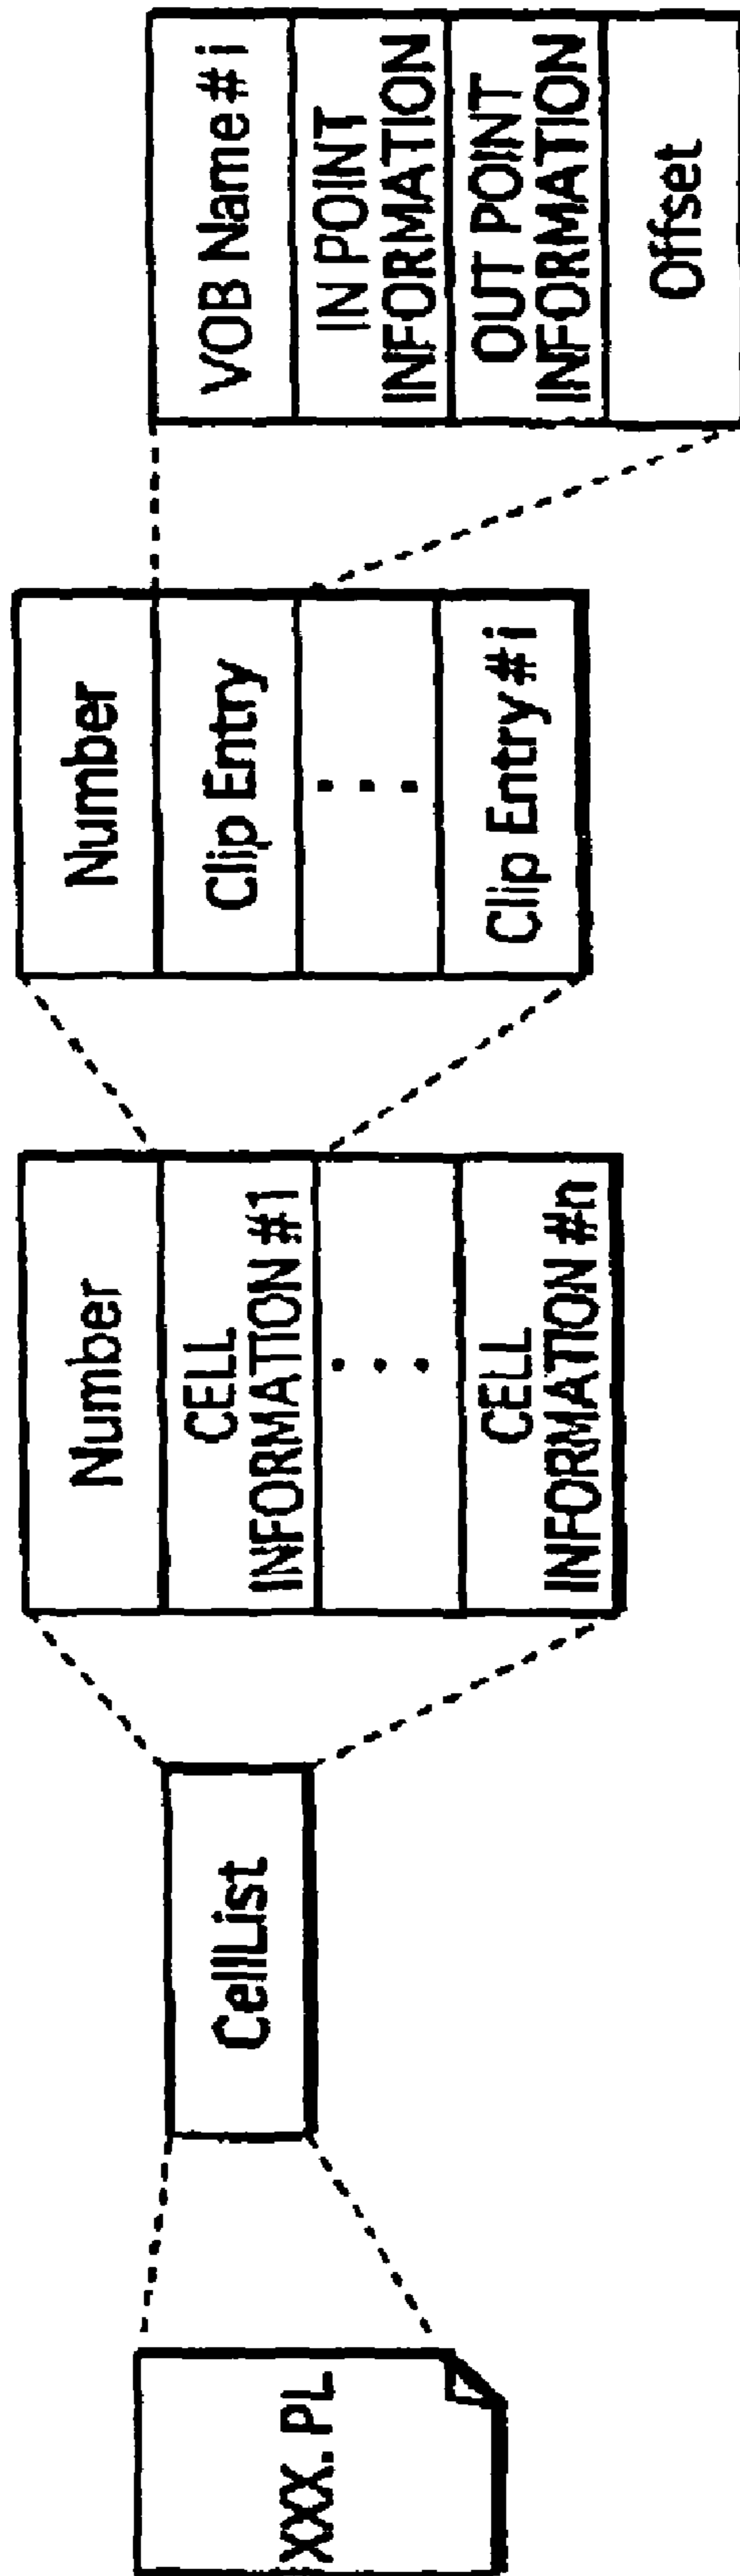 XXX. PL
CellList
Number
CELL
INFORMATION #1
. . .
CELL
INFORMATION #n
Number
Clip Entry
. . .
Clip Entry #i
VOB Name #i
IN POINT
INFORMATION
OUT POINT
INFORMATION
Offset